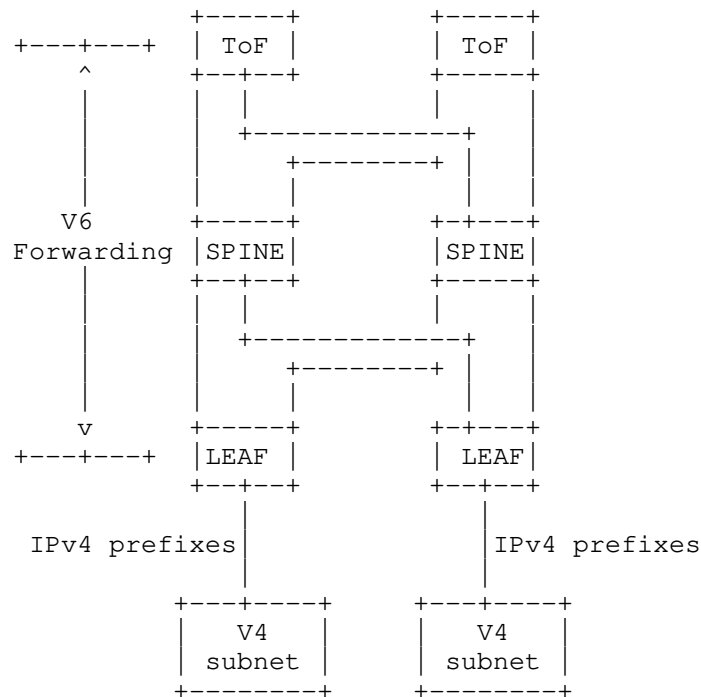 ToF ToF
V6
Forwarding SPINE SPINE
LEAF LEAF
IPv4 prefixes IPv4 prefixes
V4 V4
subnet subnet